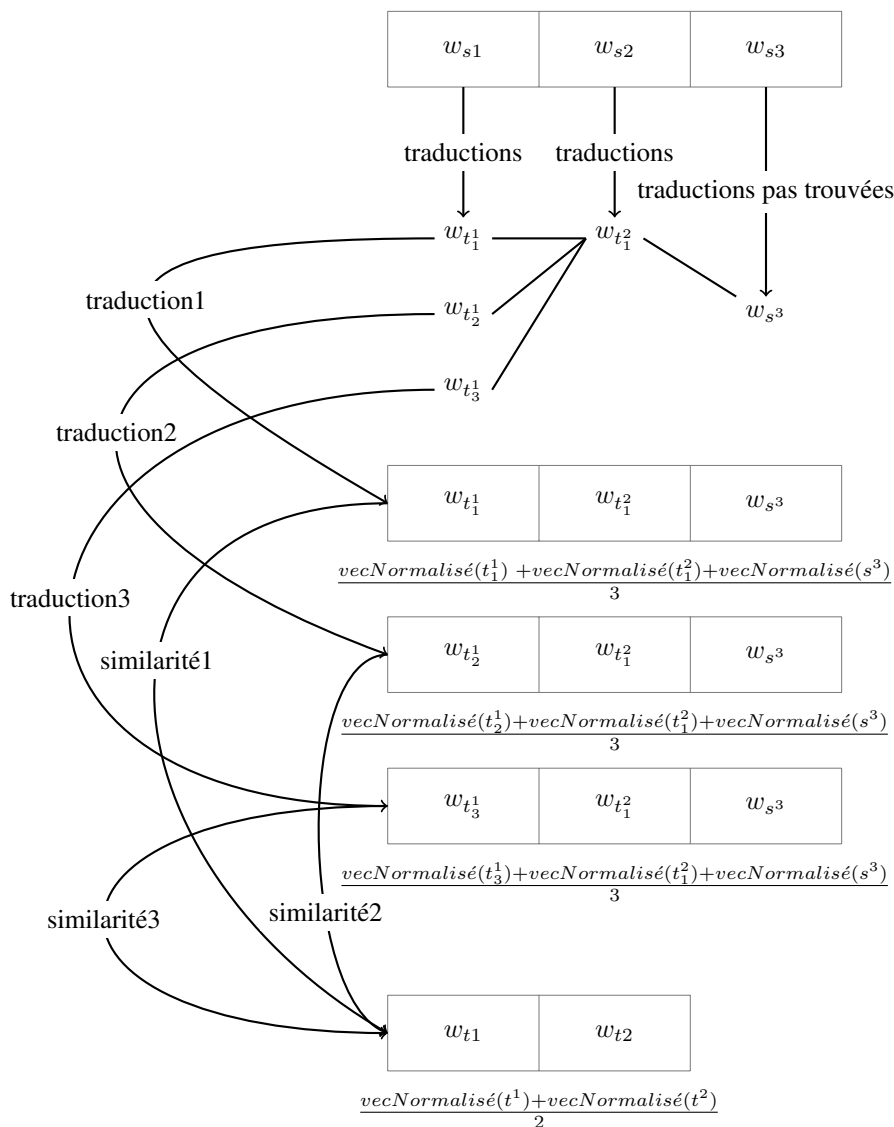 w_{s1} w_{s2} w_{s3}
traductions traductions
traductions pas trouvées
w_{t_1^1} w_{t_1^2}
traduction1
w_{t_2^1} w_{s^3}
w_{t_3^1}
traduction2
w_{t_1^1} w_{t_1^2} w_{s^3}
\frac{vecNormalisé(t_1^1) +vecNormalisé(t_1^2)+vecNormalisé(s^3)}{3}
traduction3
similarité1
w_{t_2^1} w_{t_1^2} w_{s^3}
\frac{vecNormalisé(t_2^1)+vecNormalisé(t_1^2)+vecNormalisé(s^3)}{3}
w_{t_3^1} w_{t_1^2} w_{s^3}
\frac{vecNormalisé(t_3^1)+vecNormalisé(t_1^2)+vecNormalisé(s^3)}{3}
similarité3 similarité2
w_{t1} w_{t2}
\frac{vecNormalisé(t^1)+vecNormalisé(t^2)}{2}